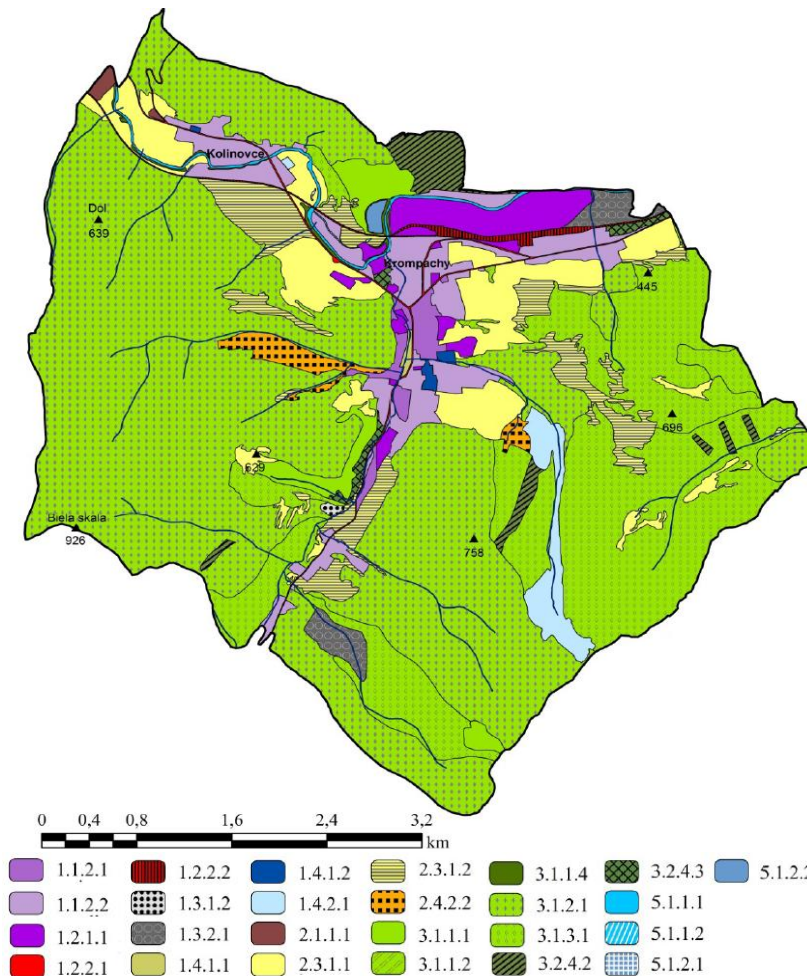 Kolinovce
Dol
639
Krompachy
445
696
629
Biela skala
926
758
0 0,4 0,8 1,6 2,4 3,2
km
1.1.2.1 1.2.2.2 1.4.1.2 2.3.1.2 3.1.1.4 3.2.4.3 5.1.2.2
1.1.2.2 1.3.1.2 1.4.2.1 2.4.2.2 3.1.2.1 5.1.1.1
1.2.1.1 1.3.2.1 2.1.1.1 3.1.1.1 3.1.3.1 5.1.1.2
1.2.2.1 1.4.1.1 2.3.1.1 3.1.1.2 3.2.4.2 5.1.2.1